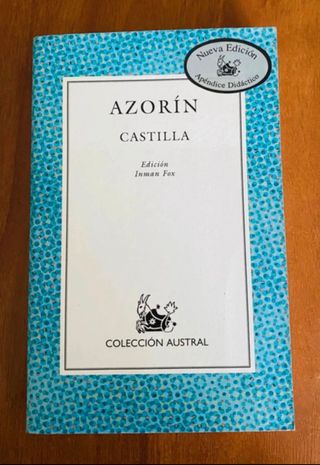 Nueva Edición
Apéndice Didáctico
AZORÍN
CASTILLA
Edición
Inman Fox
COLECCIÓN AUSTRAL